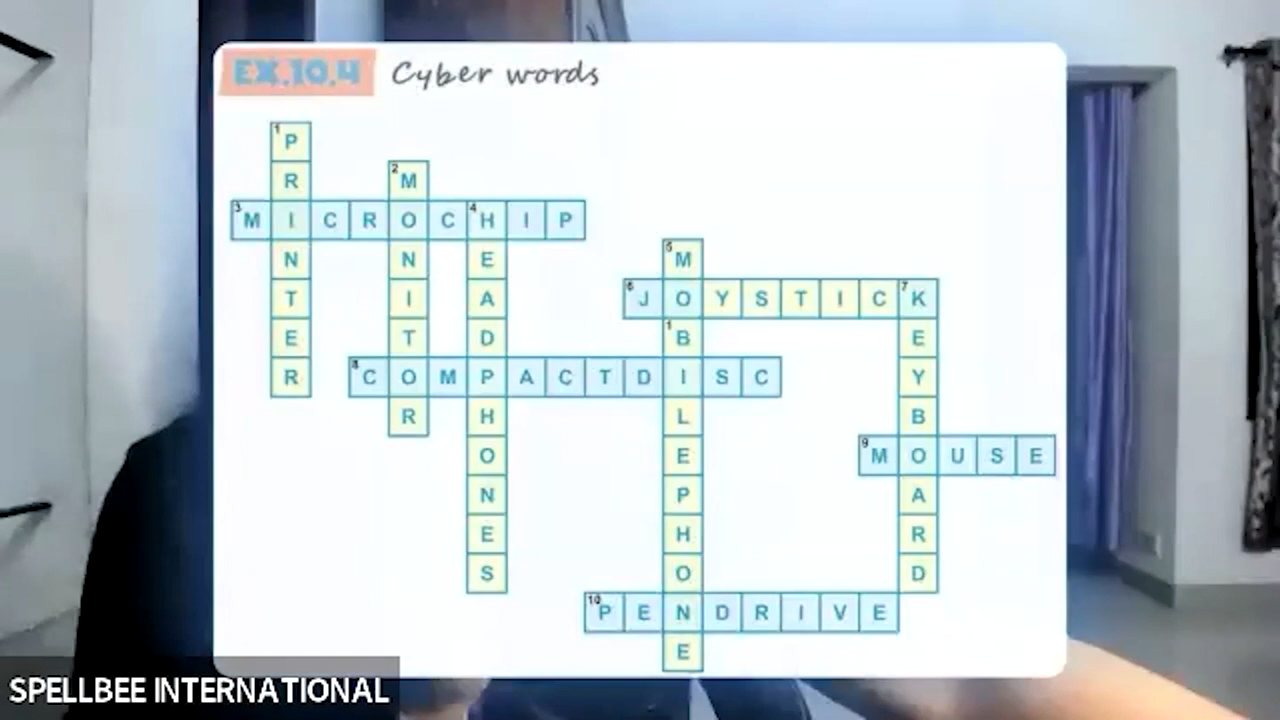 EX.10.4 Cyber words
1 P
R
2 M
3 M I C R O C 4 H I P
N N E 5 M
T I A 6 J O Y S T I C 7 K
E T D 1 B E
R 8 C O M P A C T D I S C Y
R H L B
O E 9 M O U S E
N P A
E H R
S O D
10 P E N D R I V E
E
SPELLBEE INTERNATIONAL